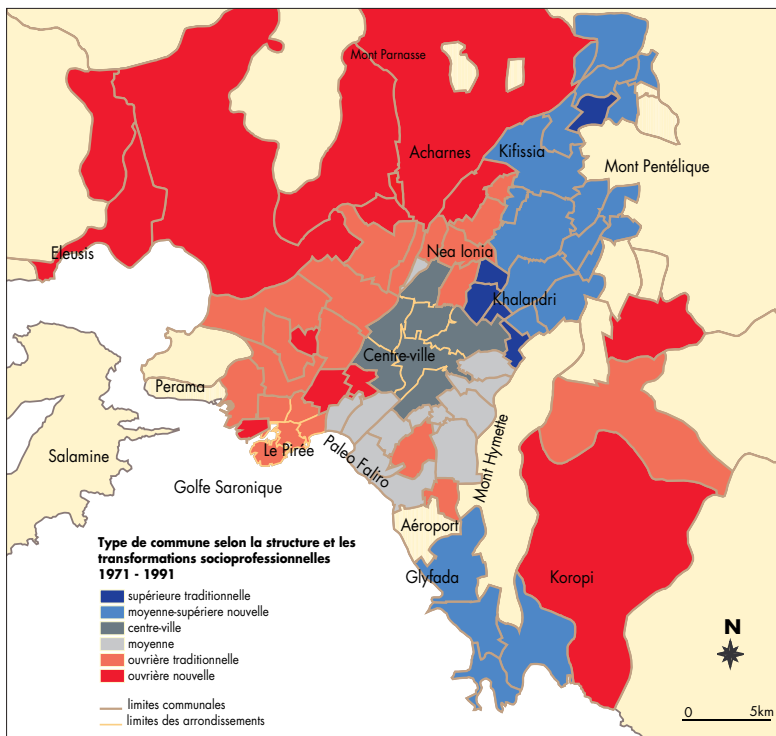 Mont Parnasse
Acharnes
Kifissia
Mont Pentélique
Eleusis
Nea Ionia
Khalandri
Centre-ville
Perama
Salamine
Le Pirée
Paleo Faliro
Mont Hymette
Golfe Saronique
Aéroport
Glyfada
Koropi
Type de commune selon la structure et les
transformations socioprofessionnelles
1971 - 1991
supérieure traditionnelle
moyenne-supérieure nouvelle
centre-ville
moyenne
ouvrière traditionnelle
ouvrière nouvelle
limites communales
limites des arrondissements
N
0 5km